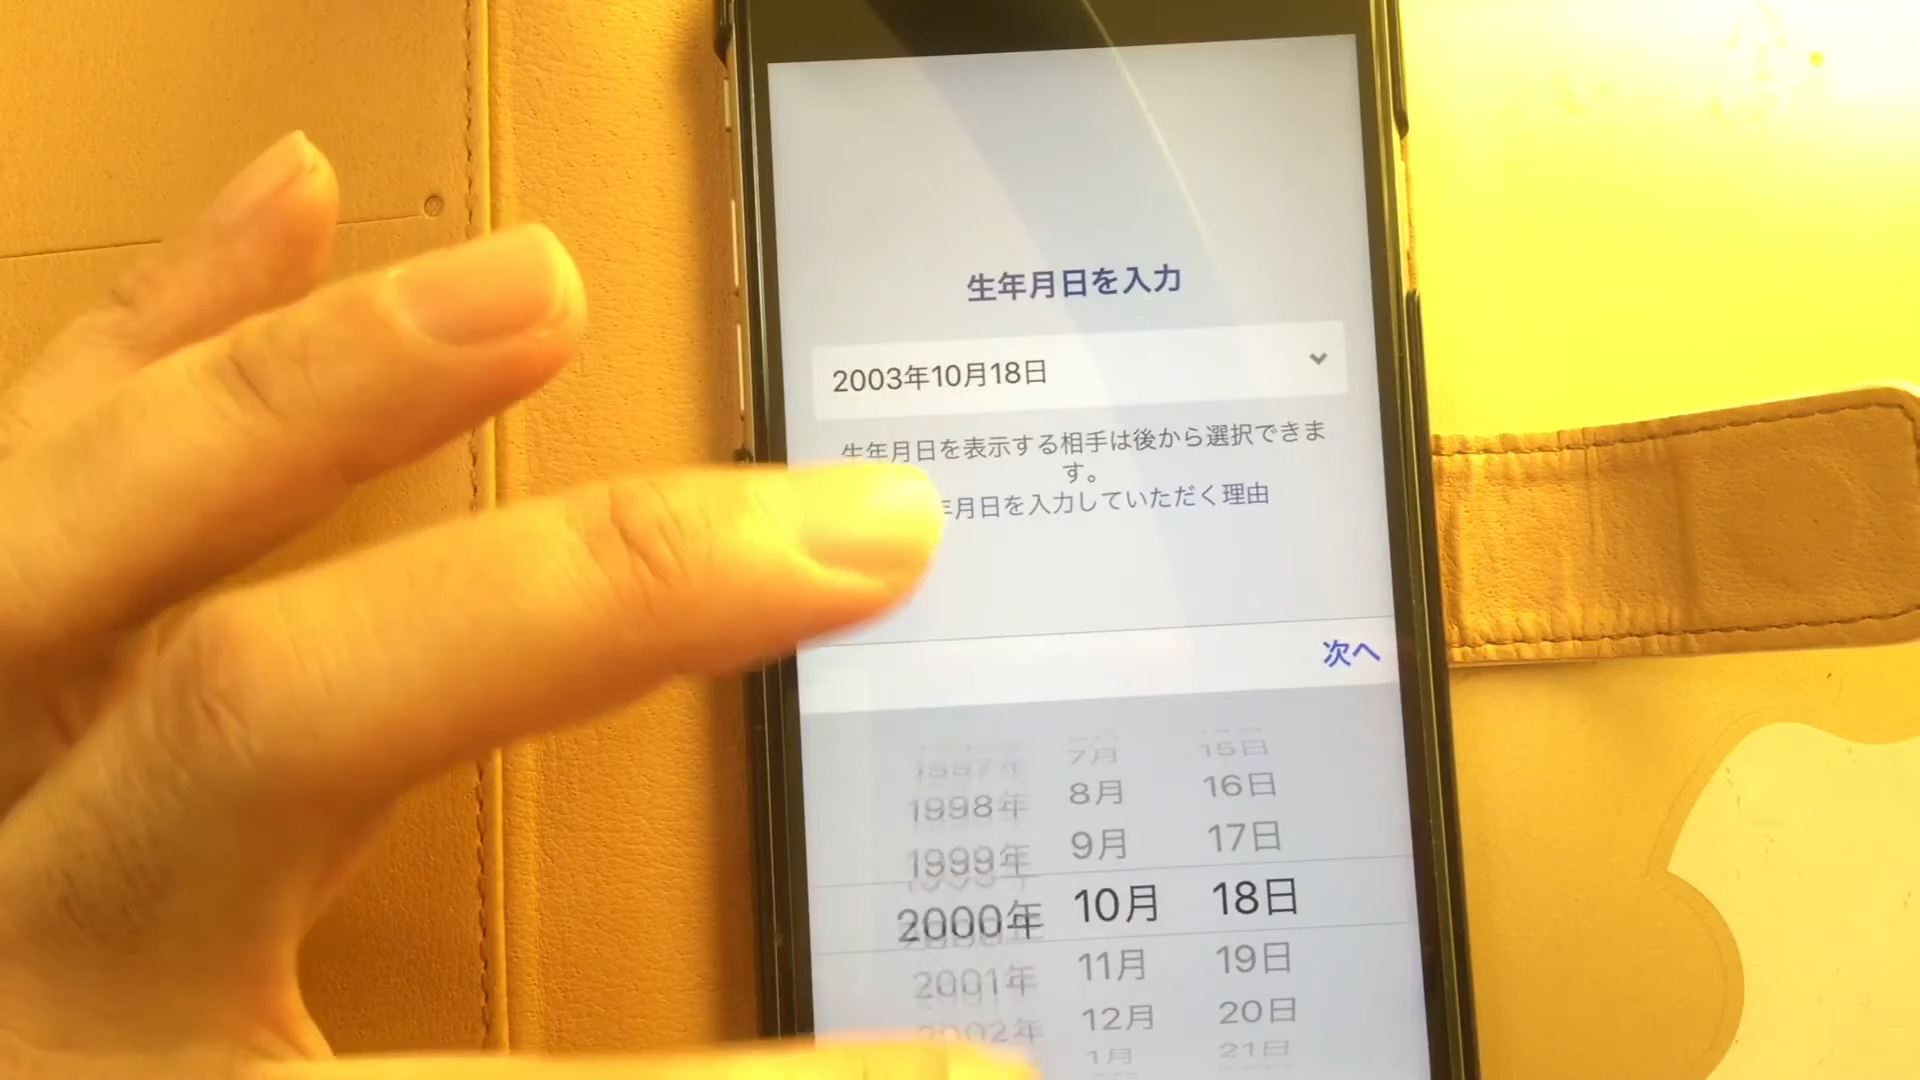 生年月日を入力
2003年10月18日
生年月日を表示する相手は後から選択できま
す。
年月日を入力していただく理由
次へ
7月 15日
1998年 8月 16日
1999年 9月 17日
2000年 10月 18日
2001年 11月 19日
2002年 12月 20日
1月 21日